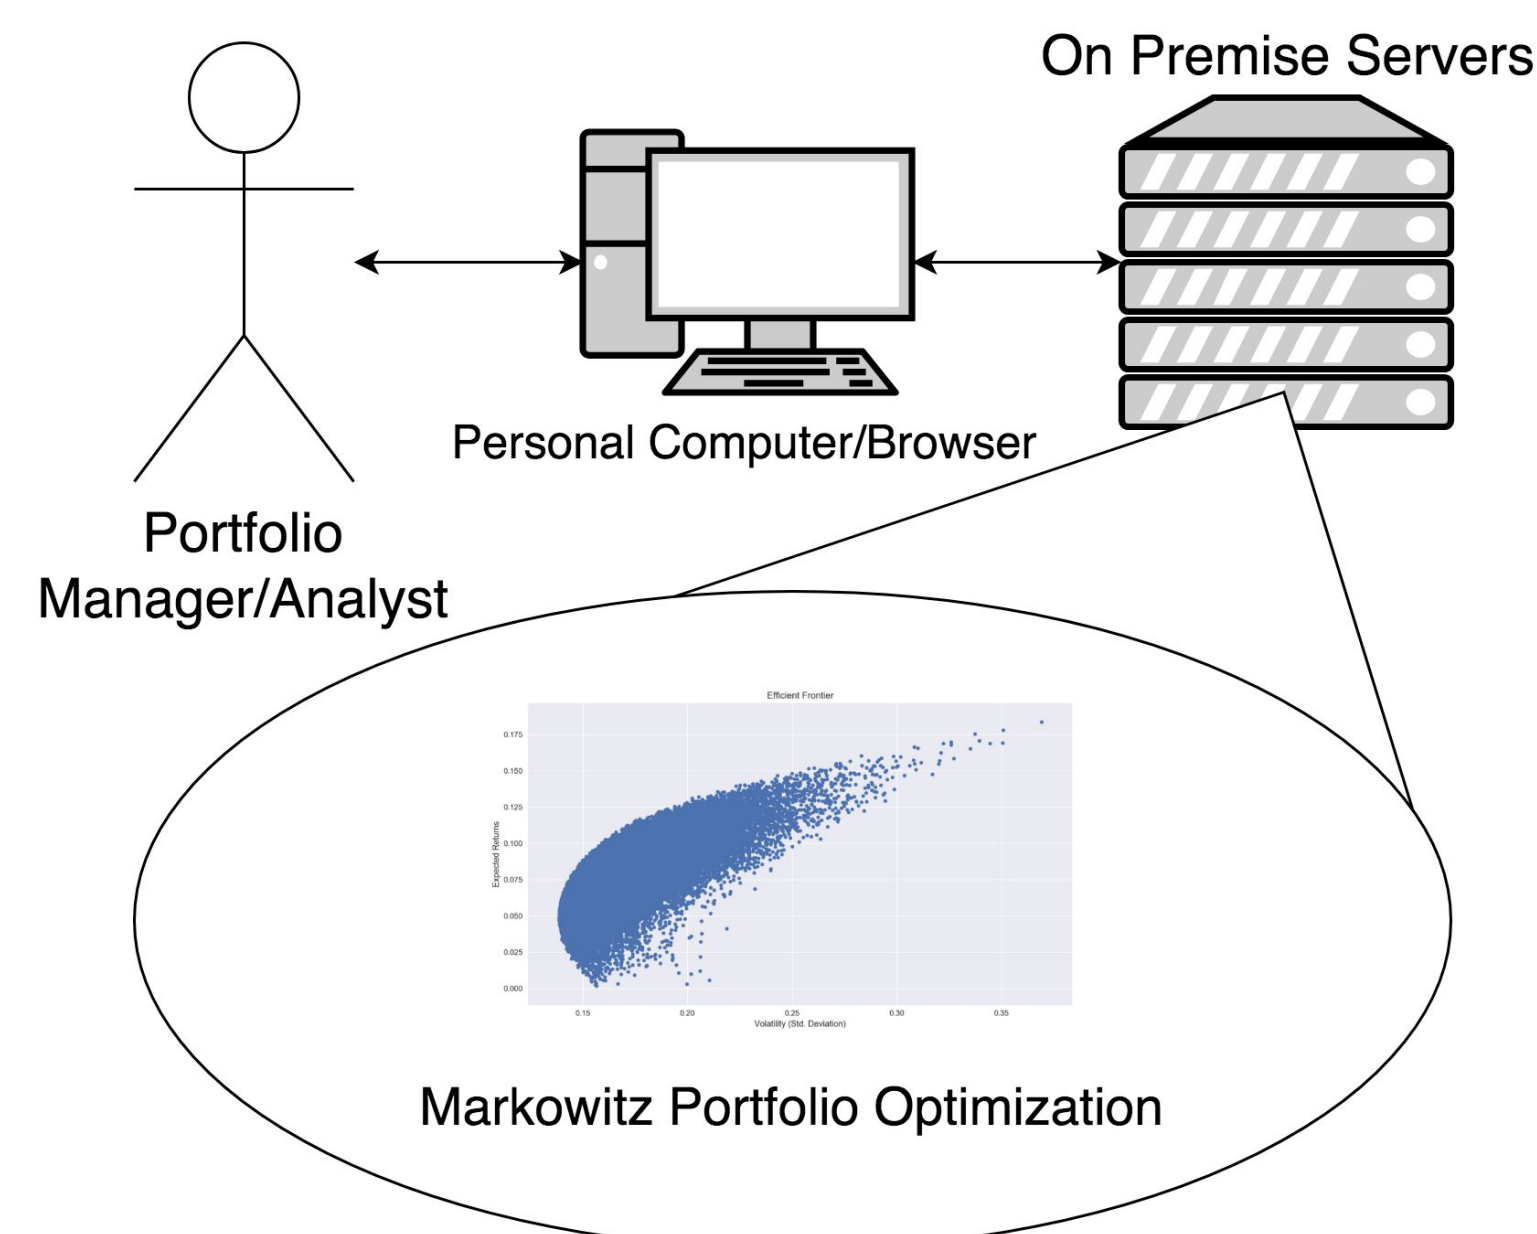 On Premise Servers
Personal Computer/Browser
Portfolio
Manager/Analyst
Efficient Frontier
Expected Returns
0.175
0.150
0.125
0.100
0.075
0.050
0.025
0.000
0.15
0.20
0.25
0.30
0.35
Volatility (Std. Deviation)
Markowitz Portfolio Optimization